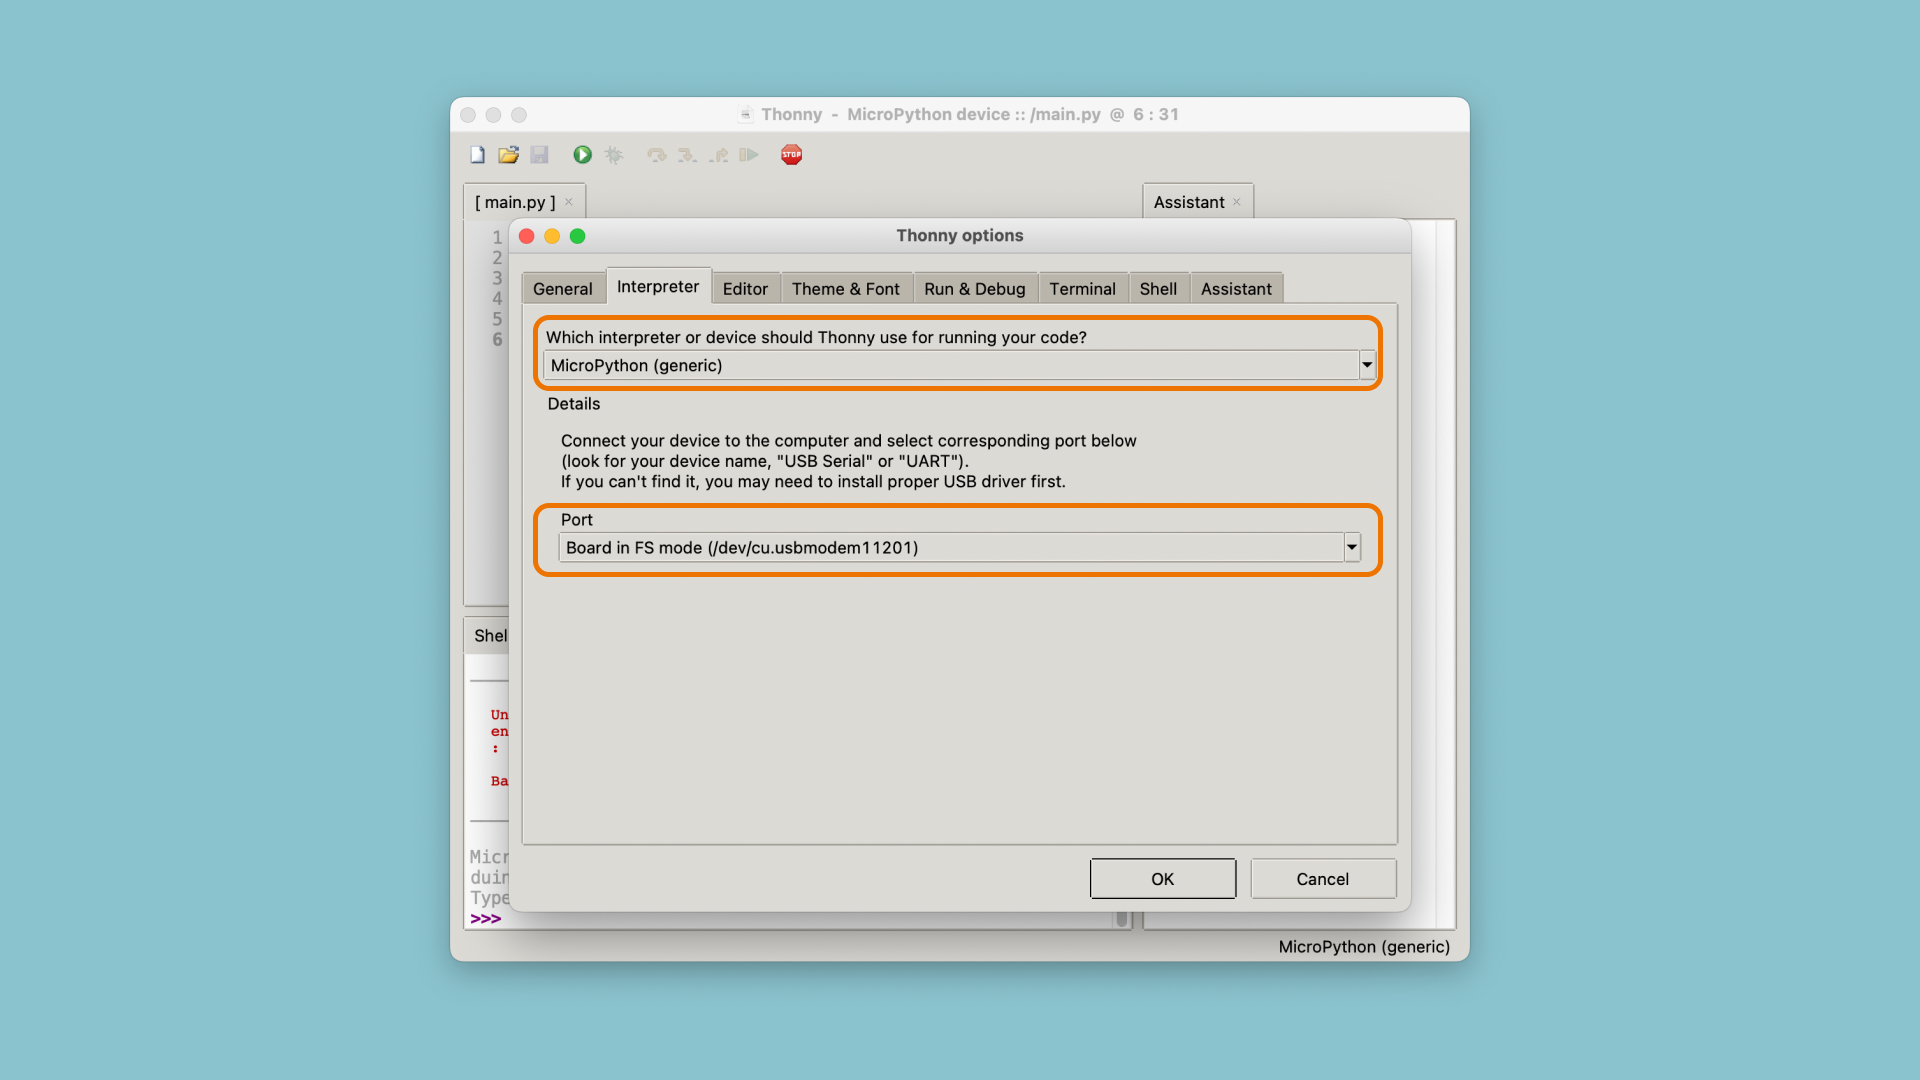 Thonny - MicroPython device :: /main.py @ 6 : 31
STOP
[ main.py ] ×
Assistant ×
1
2
3
4
5
6
Thonny options
General Interpreter Editor Theme & Font Run & Debug Terminal Shell Assistant
Which interpreter or device should Thonny use for running your code?
MicroPython (generic)
Details
Connect your device to the computer and select corresponding port below
(look for your device name, "USB Serial" or "UART").
If you can't find it, you may need to install proper USB driver first.
Port
Board in FS mode (/dev/cu.usbmodem11201)
OK Cancel
Shel
Un
en
:
Ba
Micr
duin
Type
>>>
MicroPython (generic)